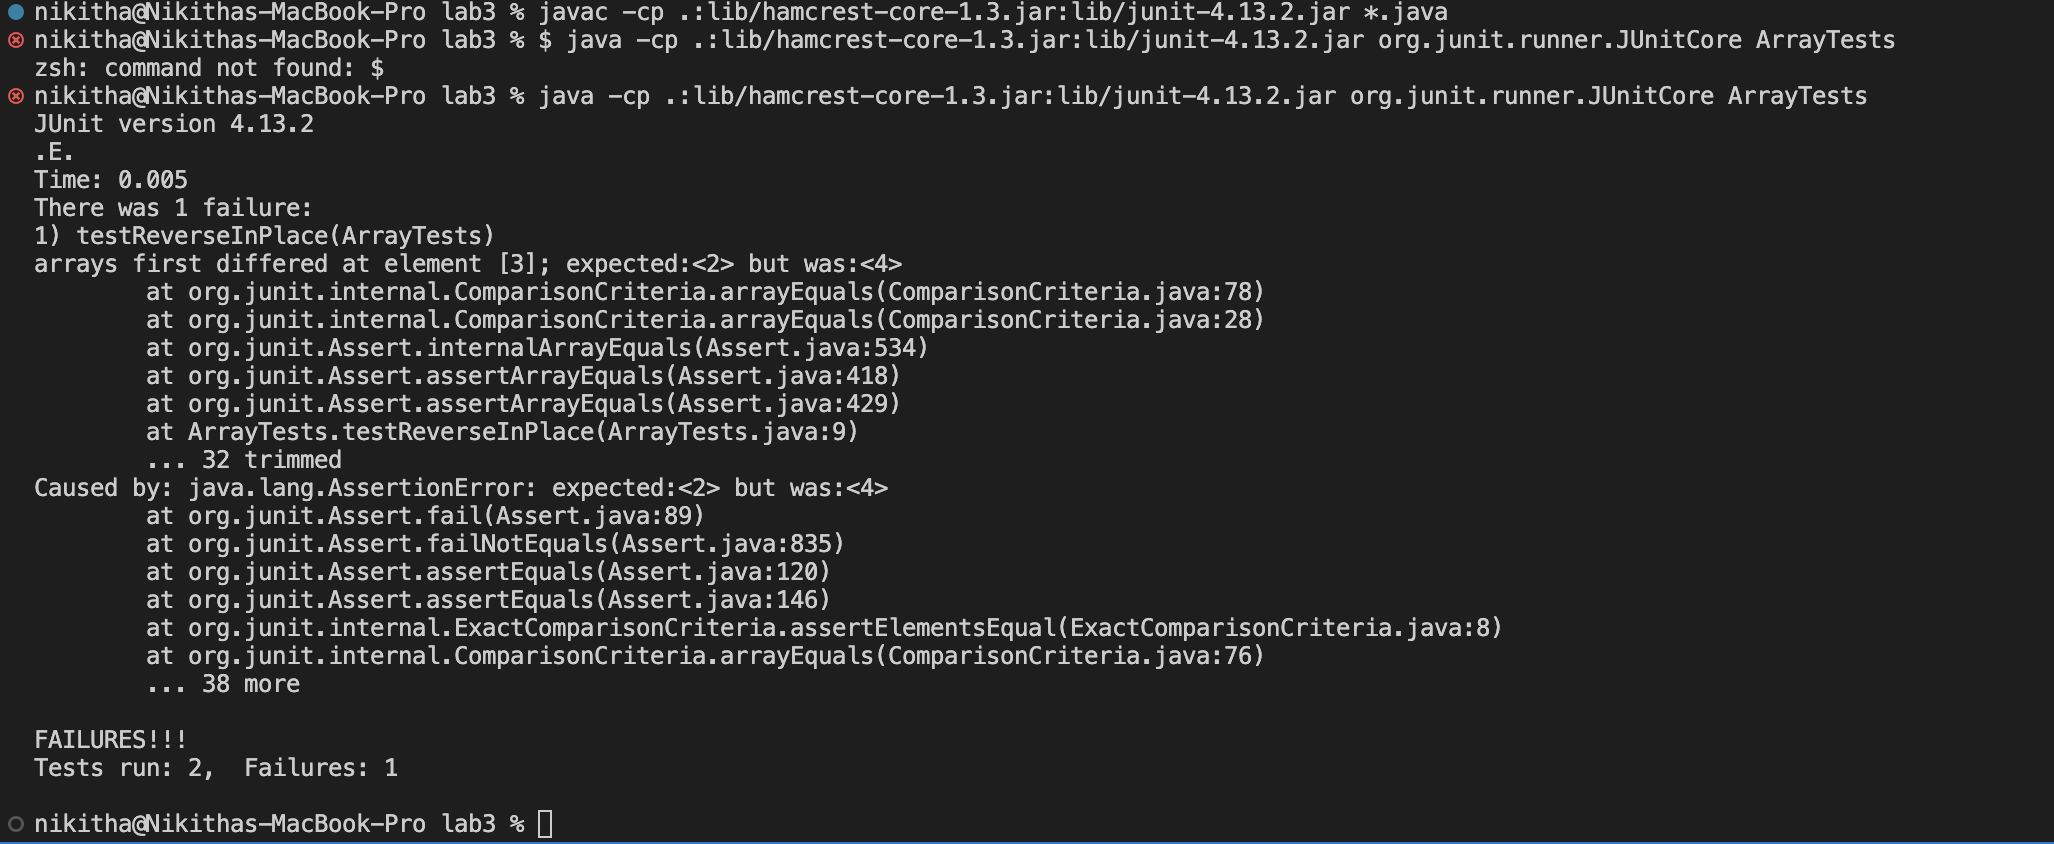 nikitha@Nikithas-MacBook-Pro lab3 % javac -cp .:lib/hamcrest-core-1.3.jar:lib/junit-4.13.2.jar *.java
nikitha@Nikithas-MacBook-Pro lab3 % $ java -cp .:lib/hamcrest-core-1.3.jar:lib/junit-4.13.2.jar org.junit.runner.JUnitCore ArrayTests
zsh: command not found: $
nikitha@Nikithas-MacBook-Pro lab3 % java -cp .:lib/hamcrest-core-1.3.jar:lib/junit-4.13.2.jar org.junit.runner.JUnitCore ArrayTests
JUnit version 4.13.2
.E.
Time: 0.005
There was 1 failure:
1) testReverseInPlace(ArrayTests)
arrays first differed at element [3]; expected:<2> but was:<4>
        at org.junit.internal.ComparisonCriteria.arrayEquals(ComparisonCriteria.java:78)
        at org.junit.internal.ComparisonCriteria.arrayEquals(ComparisonCriteria.java:28)
        at org.junit.Assert.internalArrayEquals(Assert.java:534)
        at org.junit.Assert.assertArrayEquals(Assert.java:418)
        at org.junit.Assert.assertArrayEquals(Assert.java:429)
        at ArrayTests.testReverseInPlace(ArrayTests.java:9)
        ... 32 trimmed
Caused by: java.lang.AssertionError: expected:<2> but was:<4>
        at org.junit.Assert.fail(Assert.java:89)
        at org.junit.Assert.failNotEquals(Assert.java:835)
        at org.junit.Assert.assertEquals(Assert.java:120)
        at org.junit.Assert.assertEquals(Assert.java:146)
        at org.junit.internal.ExactComparisonCriteria.assertElementsEqual(ExactComparisonCriteria.java:8)
        at org.junit.internal.ComparisonCriteria.arrayEquals(ComparisonCriteria.java:76)
        ... 38 more
FAILURES!!!
Tests run: 2,  Failures: 1
nikitha@Nikithas-MacBook-Pro lab3 %